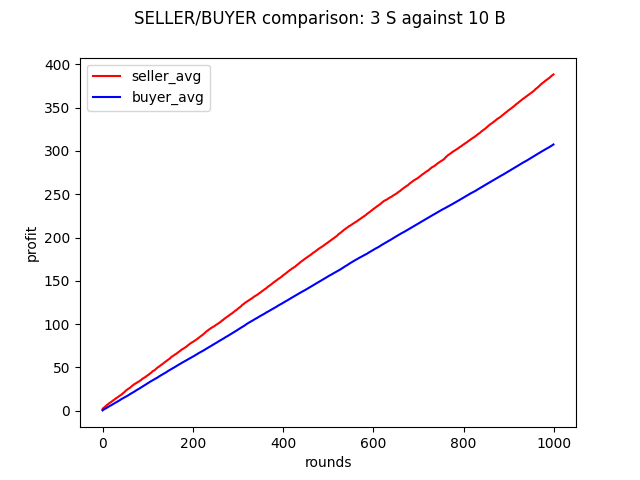 SELLER/BUYER comparison: 3 S against 10 B
seller_avg
buyer_avg
400
350
300
250
200
150
100
50
0
profit
0 200 400 600 800 1000
rounds